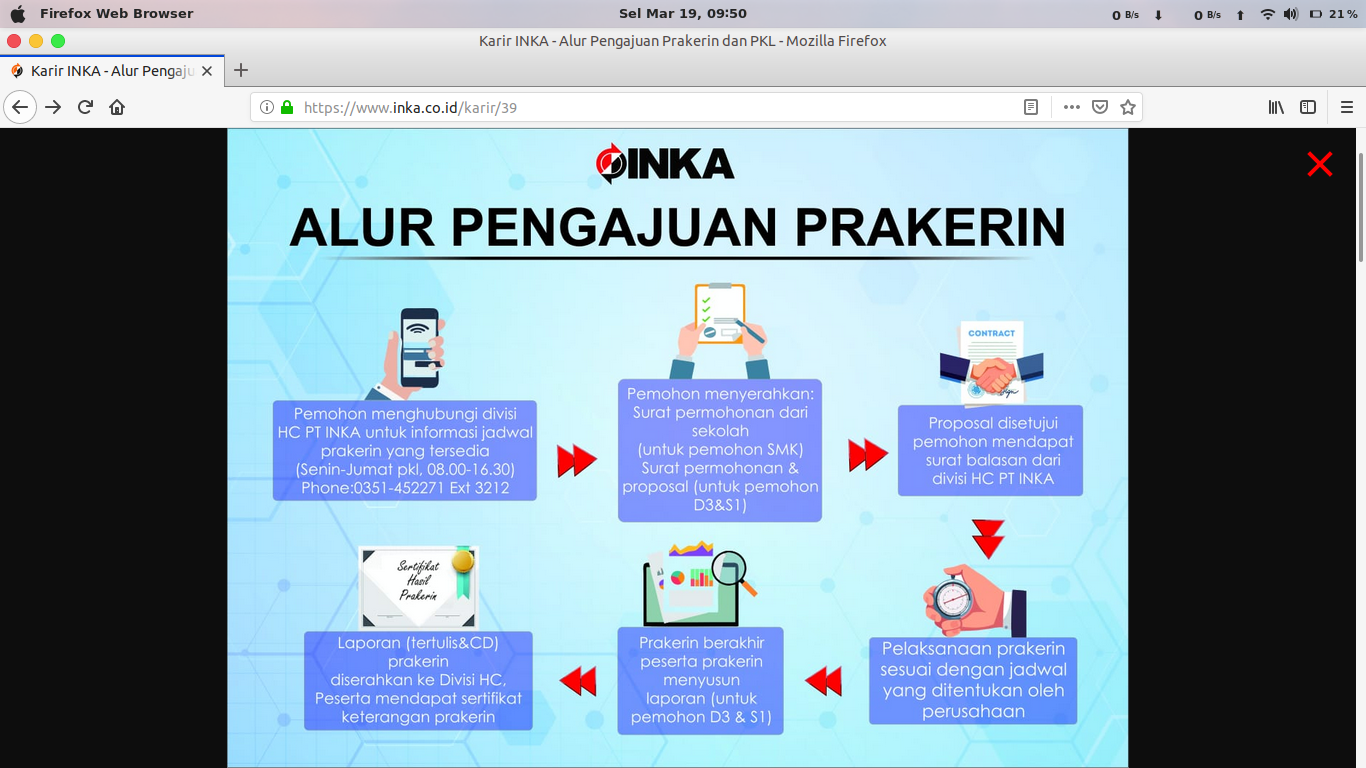 Firefox Web Browser
Sel Mar 19, 09:50
0 B/s
0 B/s
21 %
Karir INKA - Alur Pengajuan Prakerin dan PKL - Mozilla Firefox
Karir INKA - Alur Pengaju
https://www.inka.co.id/karir/39
INKA
ALUR PENGAJUAN PRAKERIN
Pemohon menghubungi divisi
HC PT INKA untuk informasi jadwal
prakerin yang tersedia
(Senin-Jumat pkl, 08.00-16.30)
Phone:0351-452271 Ext 3212
Pemohon menyerahkan:
Surat permohonan dari
sekolah
(untuk pemohon SMK)
Surat permohonan &
proposal (untuk pemohon
D3&S1)
CONTRACT
Sign
Proposal disetujui
pemohon mendapat
surat balasan dari
divisi HC PT INKA
Pelaksanaan prakerin
sesuai dengan jadwal
yang ditentukan oleh
perusahaan
Prakerin berakhir
peserta prakerin
menyusun
laporan (untuk
pemohon D3 & S1)
Sertifikat
Hasil
Prakerin
Laporan (tertulis&CD)
prakerin
diserahkan ke Divisi HC,
Peserta mendapat sertifikat
keterangan prakerin